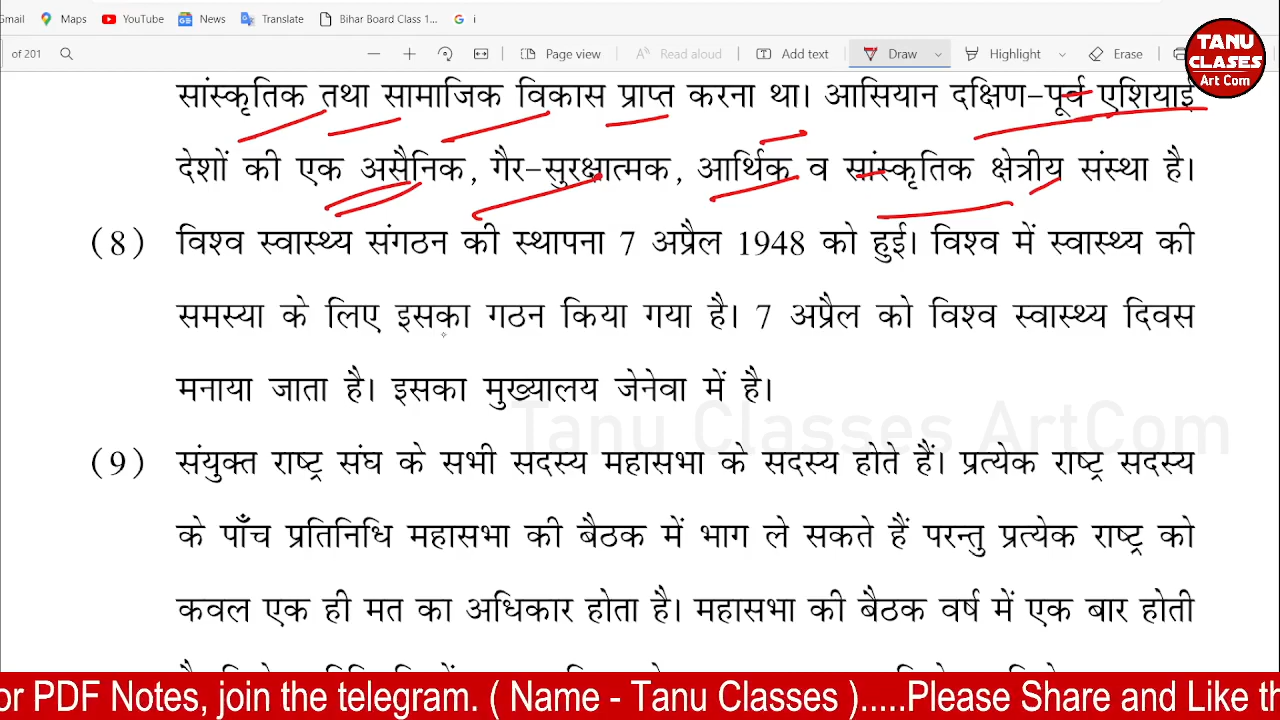 Gmail Maps YouTube News Translate Bihar Board Class 1... i
of 201 Page view Read aloud Add text Draw Highlight Erase
TANU
CLASES
Art Com
सांस्कृतिक तथा सामाजिक विकास प्राप्त करना था। आसियान दक्षिण-पूर्व एशियाई
देशों की एक असैनिक, गैर-सुरक्षात्मक, आर्थिक व सांस्कृतिक क्षेत्रीय संस्था है।
(8) विश्व स्वास्थ्य संगठन की स्थापना 7 अप्रैल 1948 को हुई। विश्व में स्वास्थ्य की
समस्या के लिए इसका गठन किया गया है। 7 अप्रैल को विश्व स्वास्थ्य दिवस
मनाया जाता है। इसका मुख्यालय जेनेवा में है।
Tanu Classes ArtCom
(9) संयुक्त राष्ट्र संघ के सभी सदस्य महासभा के सदस्य होते हैं। प्रत्येक राष्ट्र सदस्य
के पाँच प्रतिनिधि महासभा की बैठक में भाग ले सकते हैं परन्तु प्रत्येक राष्ट्र को
कवल एक ही मत का अधिकार होता है। महासभा की बैठक वर्ष में एक बार होती
or PDF Notes, join the telegram. ( Name - Tanu Classes ).....Please Share and Like th